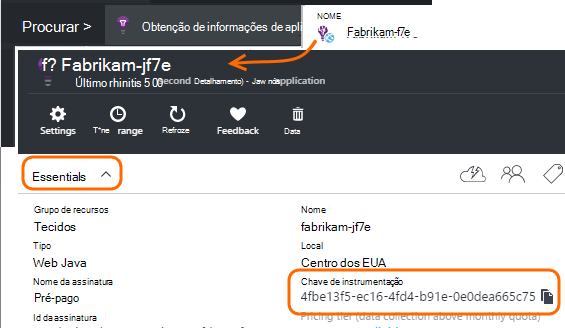 Procurar >
Obtenção de informações de apli
NOME
Fabrikam-f7e
f? Fabrikam-jf7e
Último rhinitis 5 00 second Detalhamento) - Jaw nós application
Settings
T*ne range
Refroze
Feedback
Data
Essentials
Grupo de recursos
Nome
Tecidos
fabrikam-jf7e
Tipo
Local
Web Java
Centro dos EUA
Nome da assinatura
Chave de instrumentação
Pré-pago
4fbe13f5-ec16-4fd4-b91e-0e0dea665c75
Id da assinatura
Pricing tier (data collection above monthly quota)